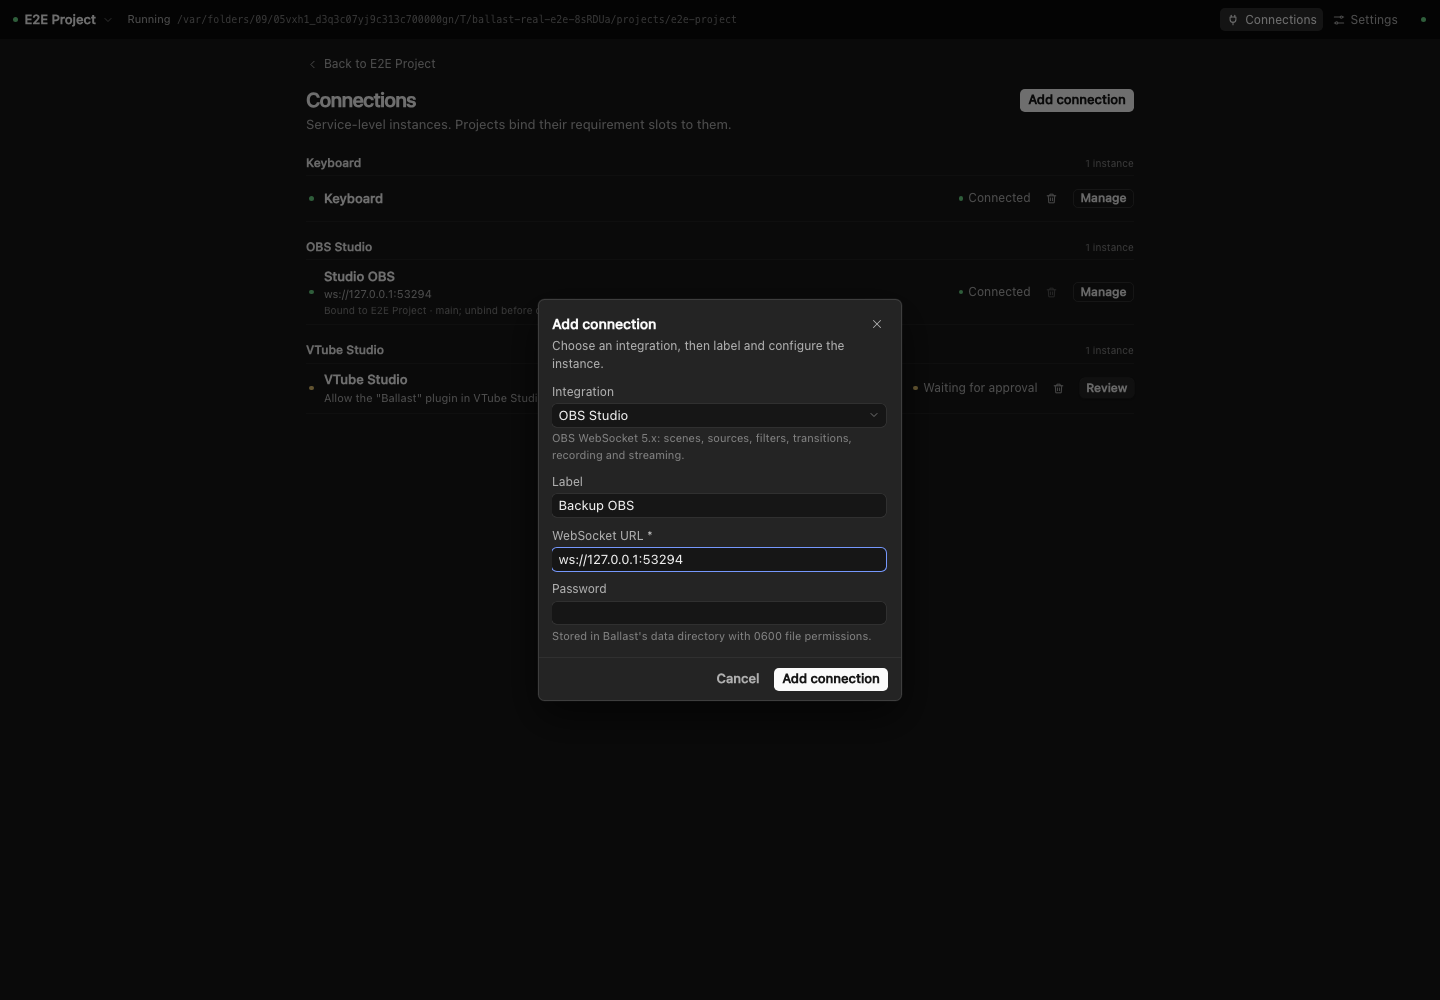 E2E Project
Running /var/folders/09/05vxh1_d3q3c07yj9c313c700000gn/T/ballast-real-e2e-8sRDUa/projects/e2e-project
Connections
Settings
Back to E2E Project
Connections
Add connection
Service-level instances. Projects bind their requirement slots to them.
Keyboard
1 instance
Keyboard
Connected
Manage
OBS Studio
1 instance
Studio OBS
ws://127.0.0.1:53294
Bound to E2E Project · main; unbind before
Connected
Manage
VTube Studio
1 instance
VTube Studio
Allow the "Ballast" plugin in VTube Studi
Waiting for approval
Review
Add connection
Choose an integration, then label and configure the
instance.
Integration
OBS Studio
OBS WebSocket 5.x: scenes, sources, filters, transitions,
recording and streaming.
Label
Backup OBS
WebSocket URL *
ws://127.0.0.1:53294
Password
Stored in Ballast's data directory with 0600 file permissions.
Cancel
Add connection